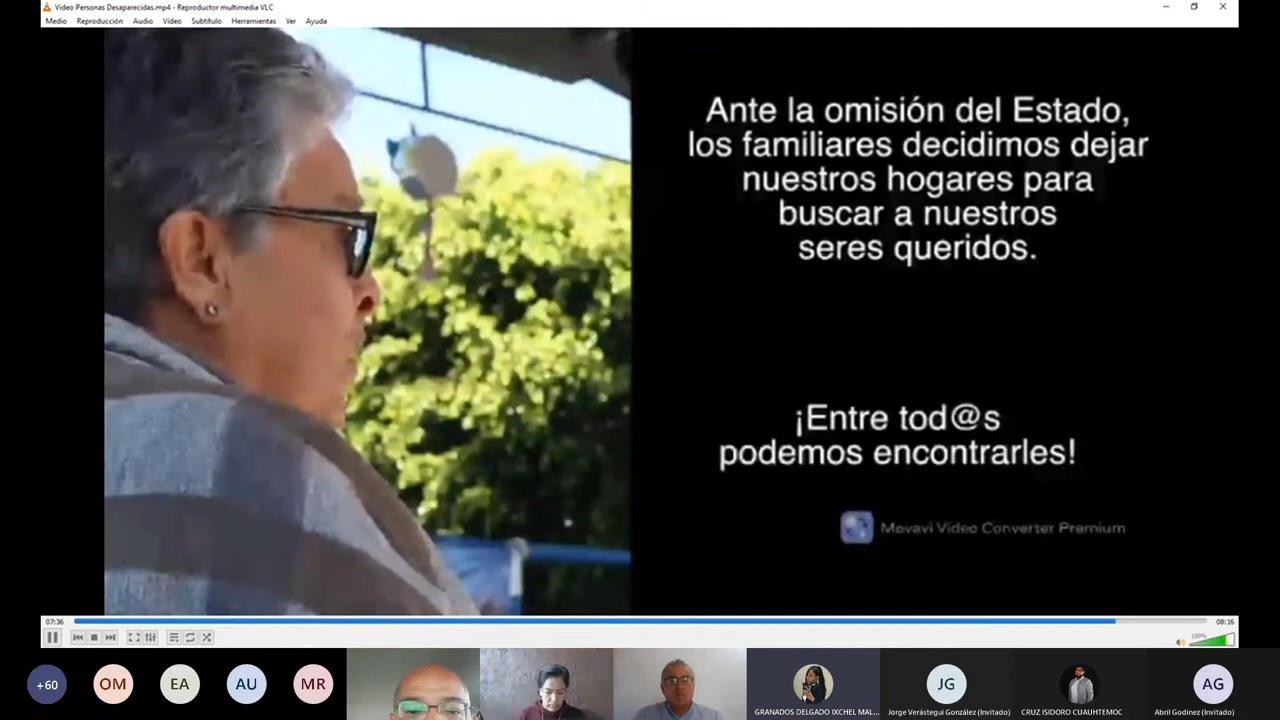 Video Personas Desaparecidas.mp4 - Reproductor multimedia VLC
Medio Reproducción Audio Vídeo Subtítulo Herramientas Ver Ayuda
Ante la omisión del Estado,
los familiares decidimos dejar
nuestros hogares para
buscar a nuestros
seres queridos.
¡Entre tod@s
podemos encontrarles!
Movavi Video Converter Premium
07:36
08:16
100%
+60
OM
EA
AU
MR
JG
AG
GRANADOS DELGADO IXCHEL MAL...
Jorge Verástegui González (Invitado)
CRUZ ISIDORO CUAUHTEMOC
Abril Godinez (Invitado)